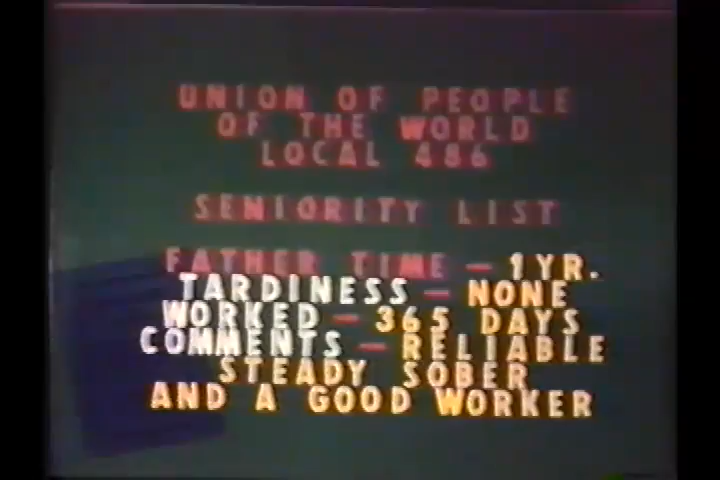 UNION OF PEOPLE
OF THE WORLD
LOCAL 486
SENIORITY LIST
FATHER TIME - 1YR.
TARDINESS - NONE
WORKED - 365 DAYS
COMMENTS - RELIABLE
STEADY SOBER
AND A GOOD WORKER